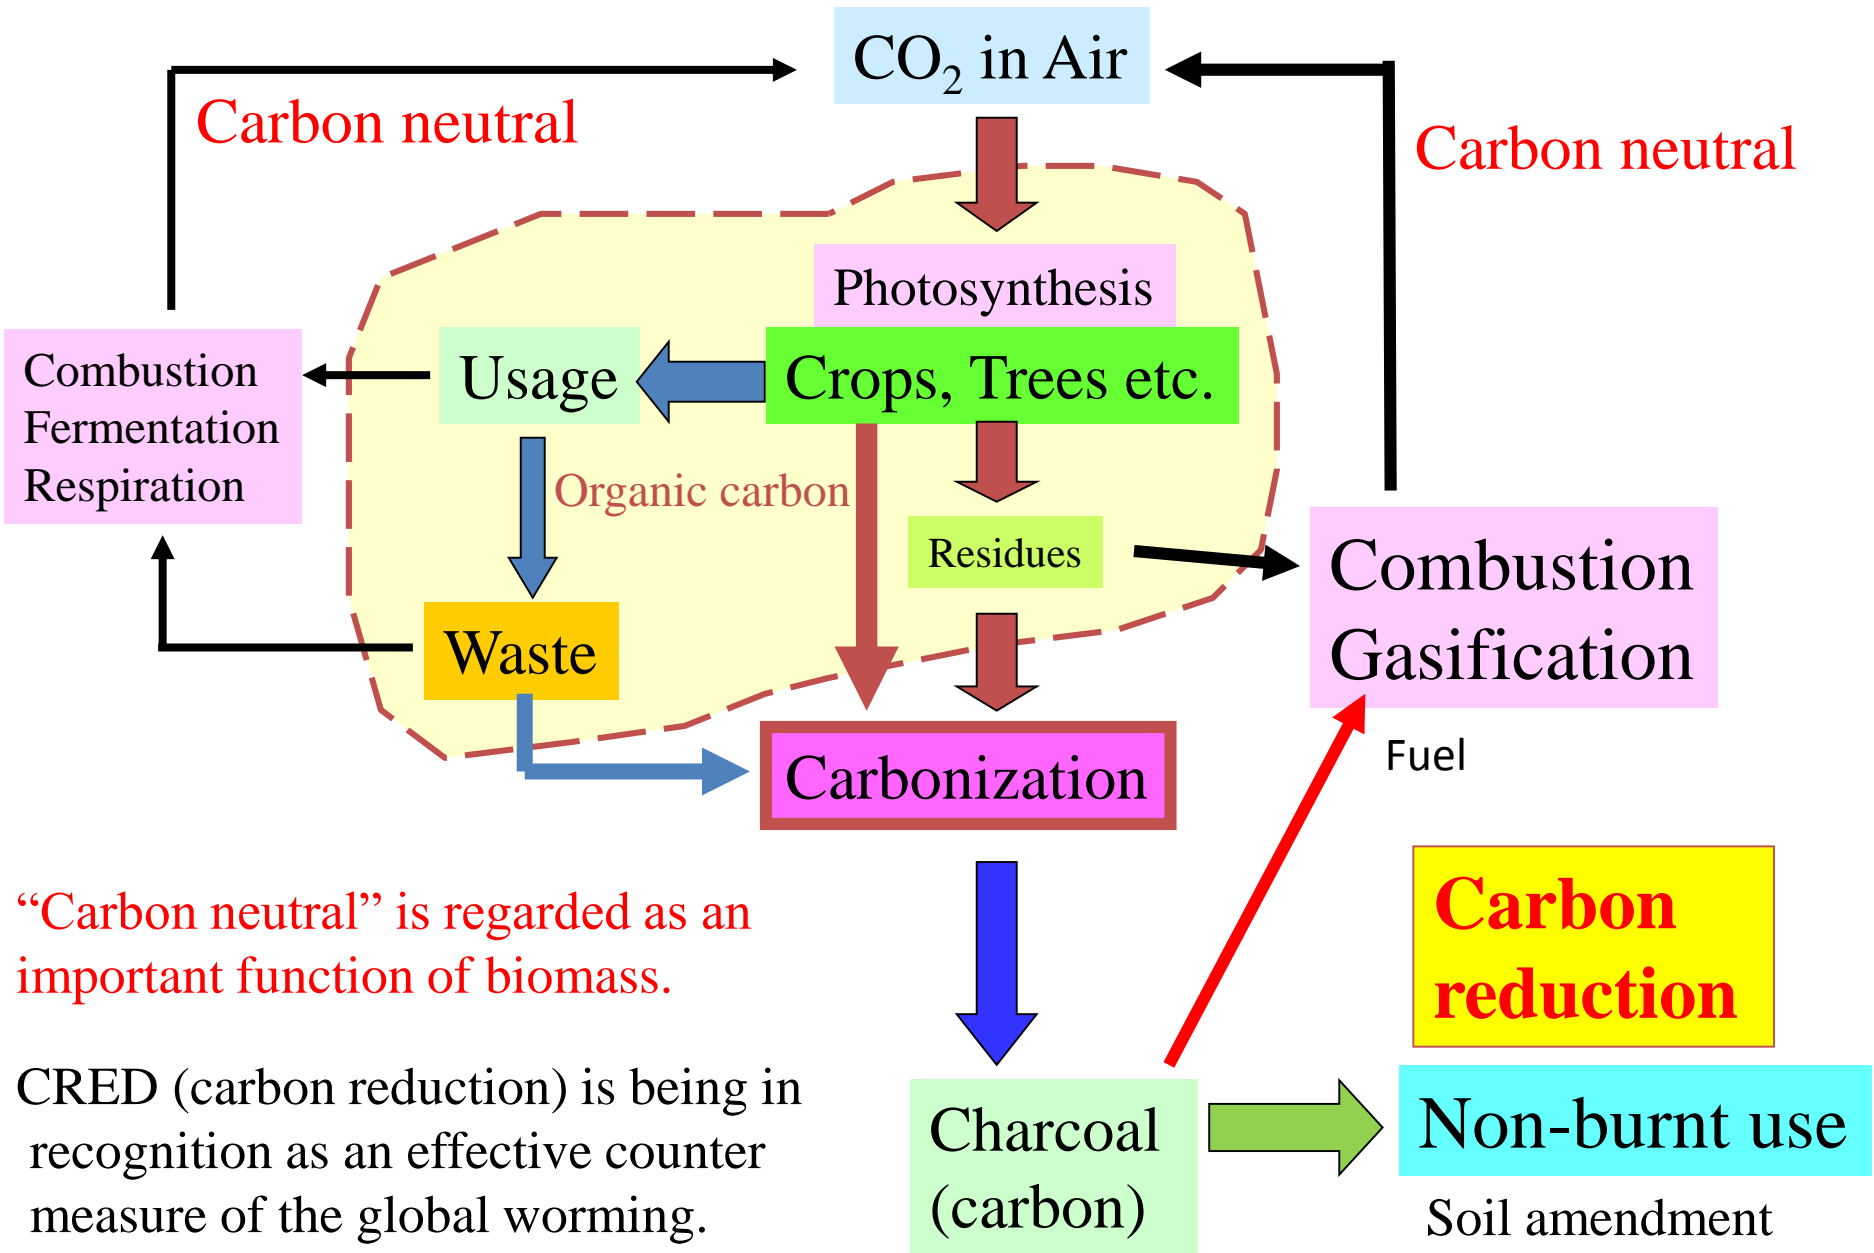 CO₂ in Air
Carbon neutral
Carbon neutral
Photosynthesis
Combustion
Fermentation
Respiration
Usage
Crops, Trees etc.
Organic carbon
Residues
Combustion
Gasification
Waste
Carbonization
Fuel
“Carbon neutral” is regarded as an
important function of biomass.
Carbon
reduction
CRED (carbon reduction) is being in
recognition as an effective counter
measure of the global worming.
Charcoal
(carbon)
Non-burnt use
Soil amendment